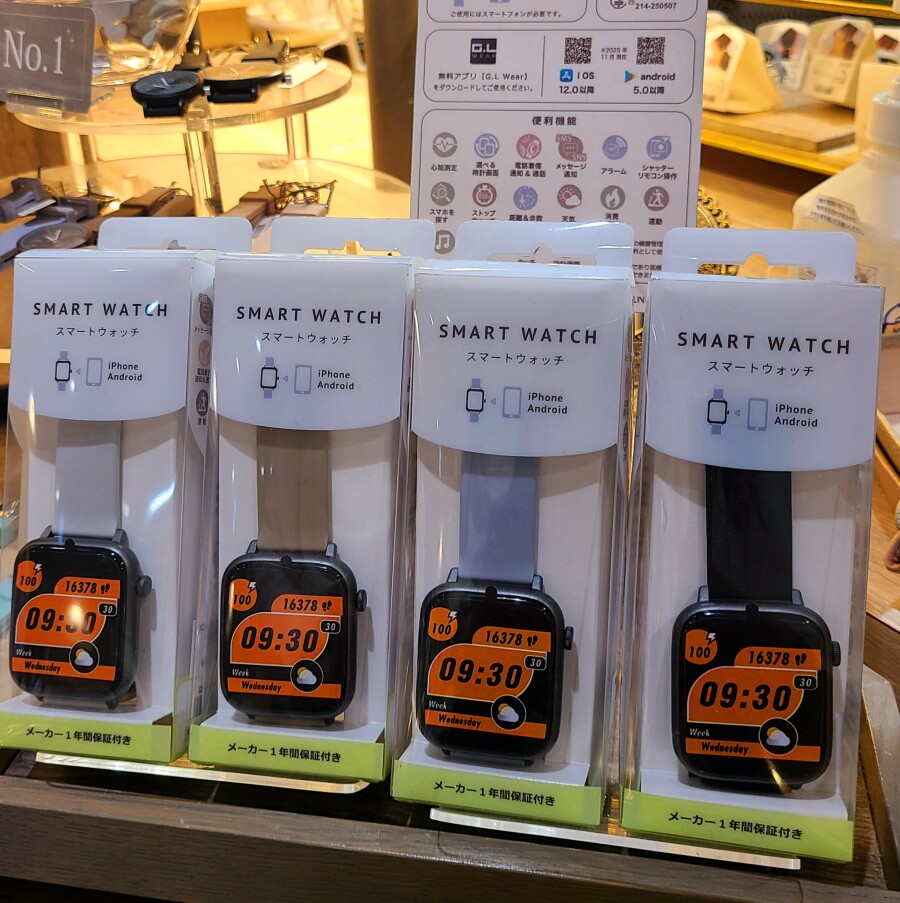 No.1
ご使用にはスマートフォンが必要です。
214-250507
G.L
WEAR
無料アプリ【G.L Wear】
をダウンロードしてご使用ください。
※2025年
11月現在
iOS
12.0以降
android
5.0以降
便利機能
心拍測定
選べる
時計画面
電話着信
通知＆通話
SMS
SNS
メッセージ
通知
アラーム
シャッター
リモコン操作
スマホを
探す
ストップ
距離＆歩数
天気
消費
運動
SMART WATCH
スマートウォッチ
iPhone
Android
100
16378
09:30
30
Week
Wednesday
メーカー1年間保証付き
SMART WATCH
スマートウォッチ
iPhone
Android
100
16378
09:30
30
Week
Wednesday
メーカー1年間保証付き
SMART WATCH
スマートウォッチ
iPhone
Android
100
16378
09:30
30
Week
Wednesday
メーカー1年間保証付き
SMART WATCH
スマートウォッチ
iPhone
Android
100
16378
09:30
30
Week
Wednesday
メーカー1年間保証付き